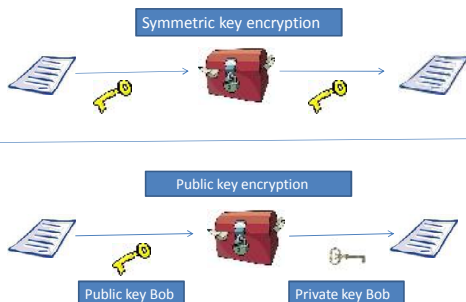 Symmetric key encryption
Public key encryption
Public key Bob
Private key Bob